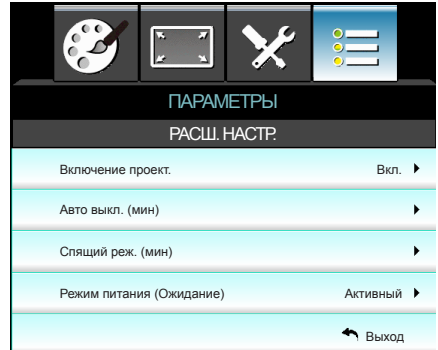 ПАРАМЕТРЫ
РАСШ. НАСТР.
Включение проект. Вкл.
Авто выкл. (мин)
Спящий реж. (мин)
Режим питания (Ожидание) Активный
Выход